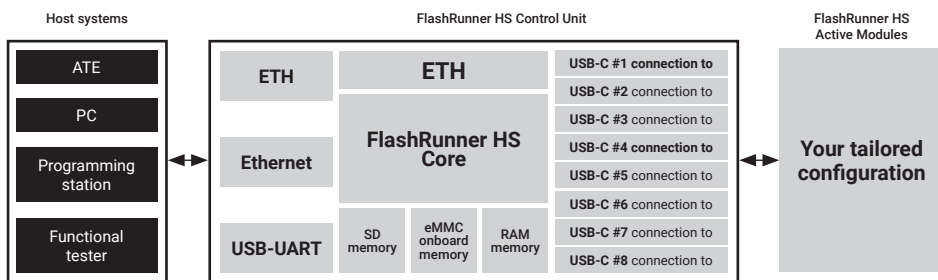 Host systems
ATE
PC
Programming
station
Functional
tester
FlashRunner HS Control Unit
ETH
Ethernet
USB-UART
ETH
FlashRunner HS
Core
SD
memory
eMMC
onboard
memory
RAM
memory
USB-C #1 connection to
USB-C #2 connection to
USB-C #3 connection to
USB-C #4 connection to
USB-C #5 connection to
USB-C #6 connection to
USB-C #7 connection to
USB-C #8 connection to
FlashRunner HS
Active Modules
Your tailored
configuration